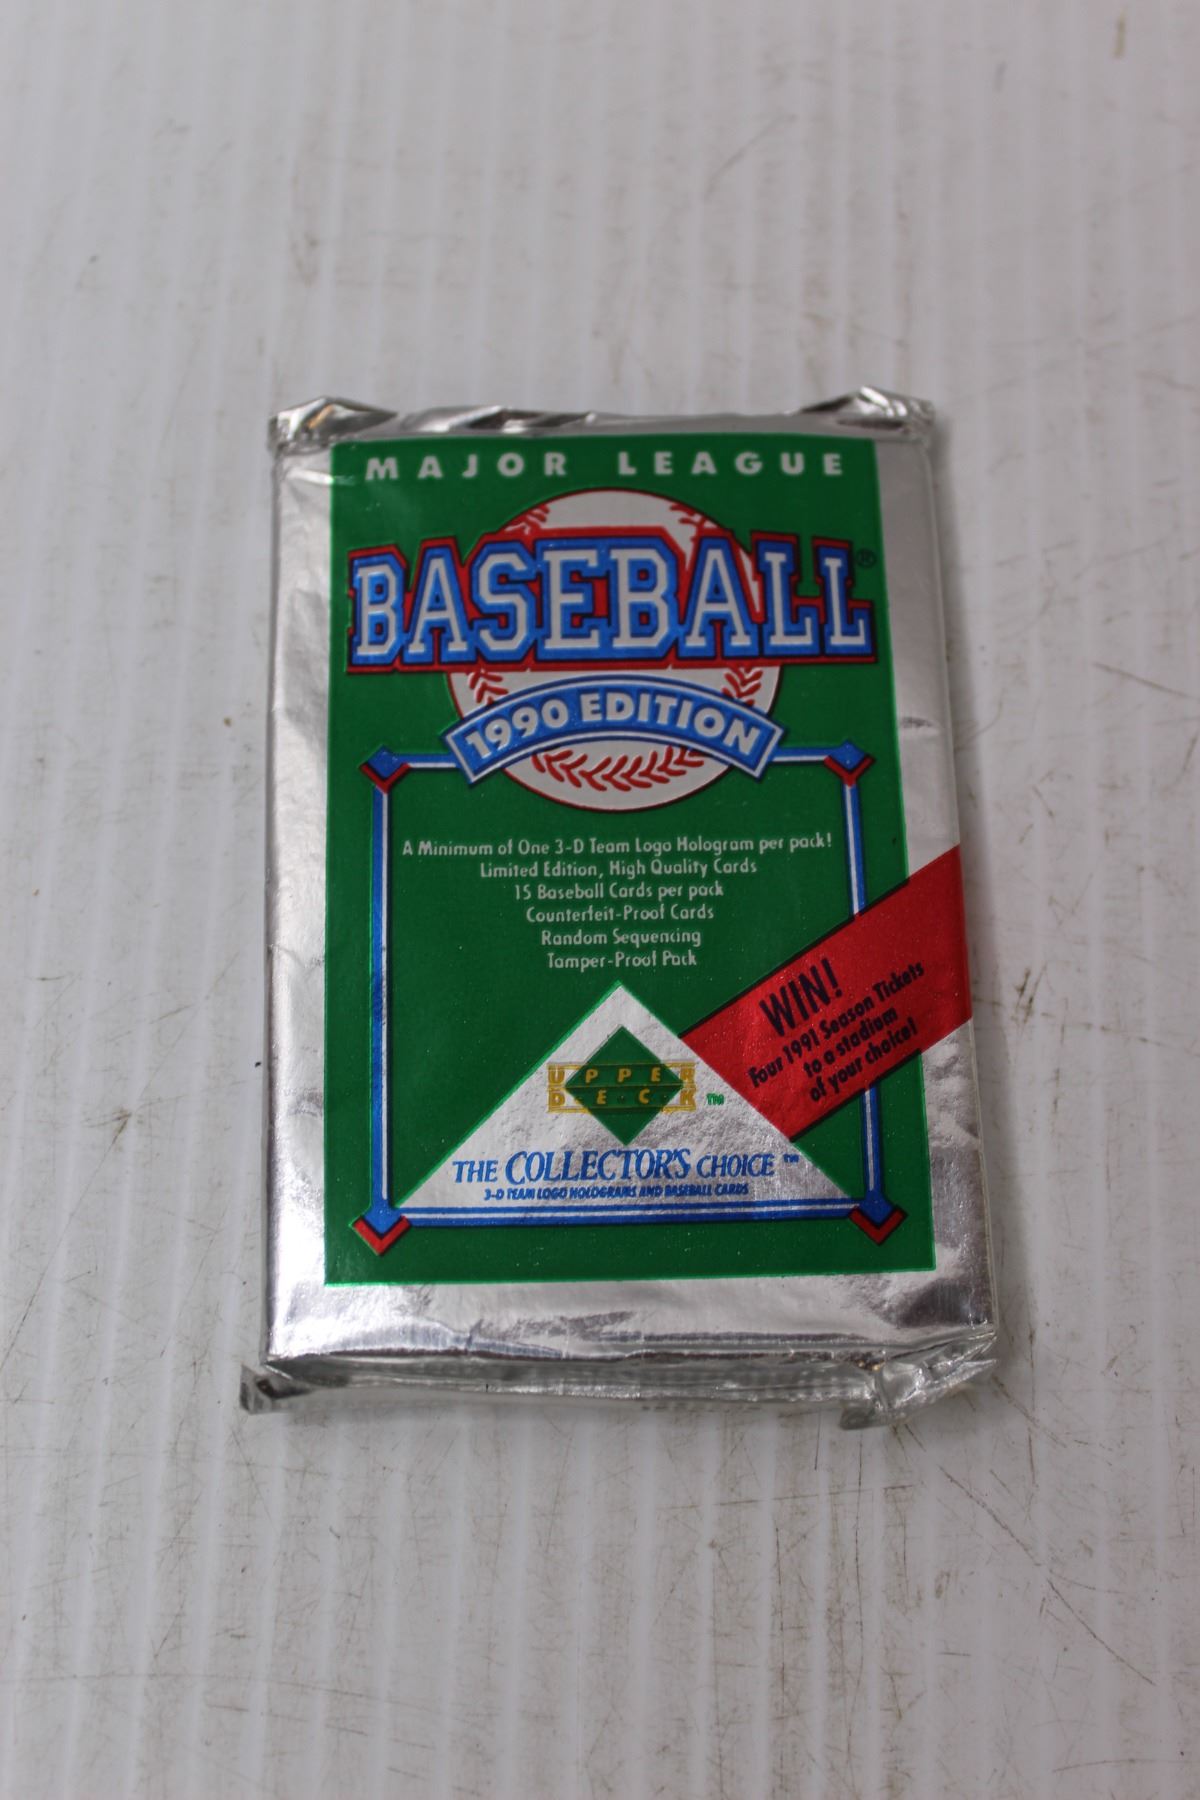 MAJOR LEAGUE
BASEBALL®
1990 EDITION
A Minimum of One 3-D Team Logo Hologram per pack!
Limited Edition, High Quality Cards
15 Baseball Cards per pack
Counterfeit-Proof Cards
Random Sequencing
Tamper-Proof Pack
WIN!
Four 1991 Season Tickets
to a stadium
of your choice!
UPPER
D·E·C·K ™
THE COLLECTOR'S CHOICE ™
3-D TEAM LOGO HOLOGRAMS AND BASEBALL CARDS